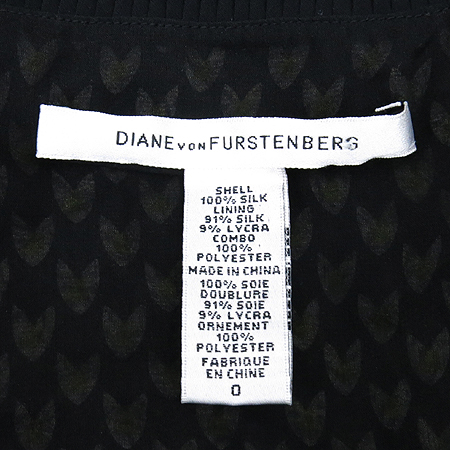 DIANE VON FURSTENBERG
SHELL
100% SILK
LINING
91% SILK
9% LYCRA
COMBO
100%
POLYESTER
MADE IN CHINA
100% SOIE
DOUBLURE
91% SOIE
9% LYCRA
ORNEMENT
100%
POLYESTER
FABRIQUE
EN CHINE
0